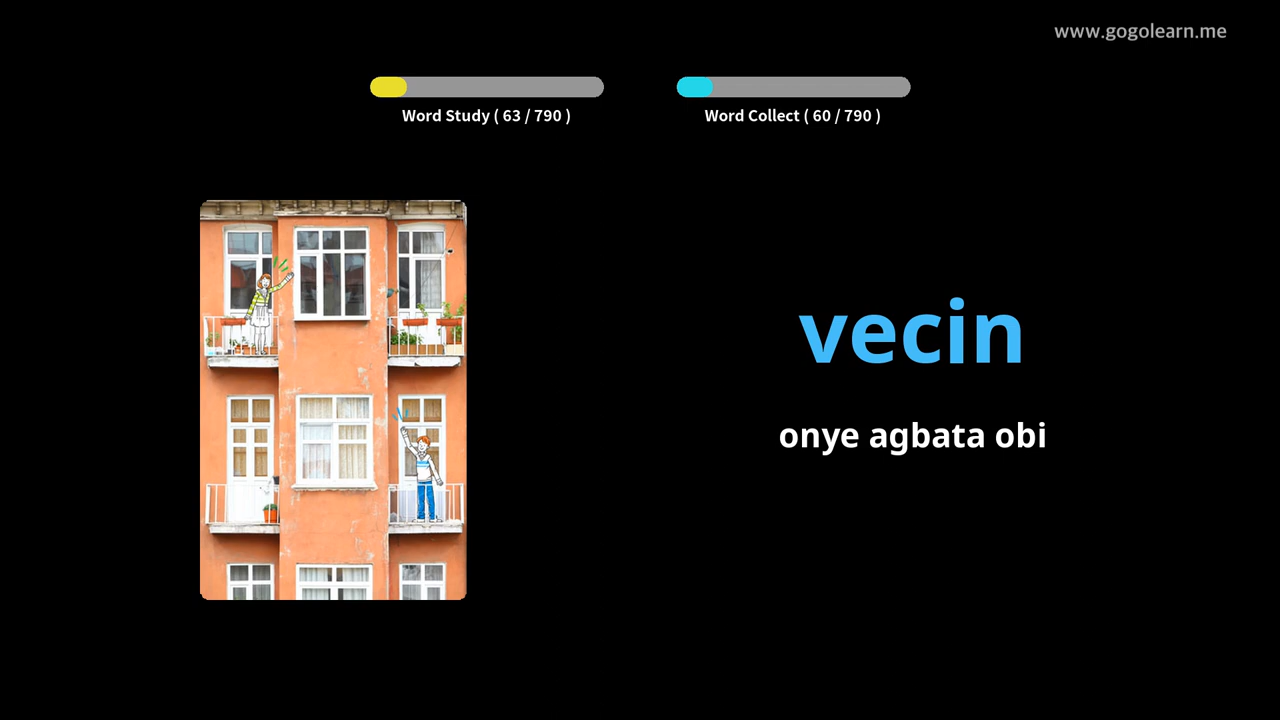 www.gogolearn.me
Word Study ( 63 / 790 )
Word Collect ( 60 / 790 )
vecin
onye agbata obi